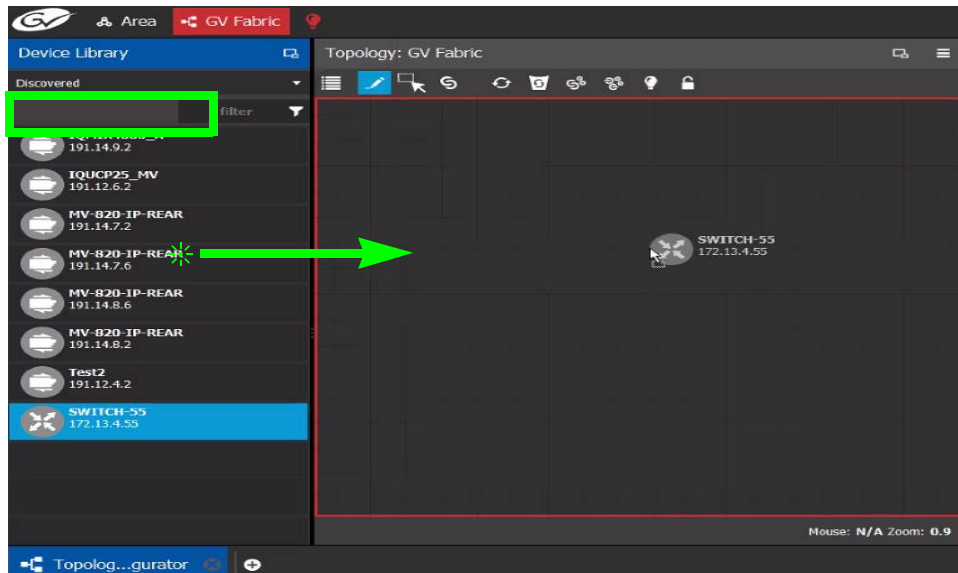 GV Area GV Fabric
Device Library
Topology: GV Fabric
Discovered
filter
191.14.9.2
IQUCP25_MV
191.12.6.2
MV-820-IP-REAR
191.14.7.2
MV-820-IP-REAR
191.14.7.6
MV-820-IP-REAR
191.14.8.6
MV-820-IP-REAR
191.14.8.2
Test2
191.12.4.2
SWITCH-55
172.13.4.55
SWITCH-55
172.13.4.55
Mouse: N/A Zoom: 0.9
Topolog...gurator